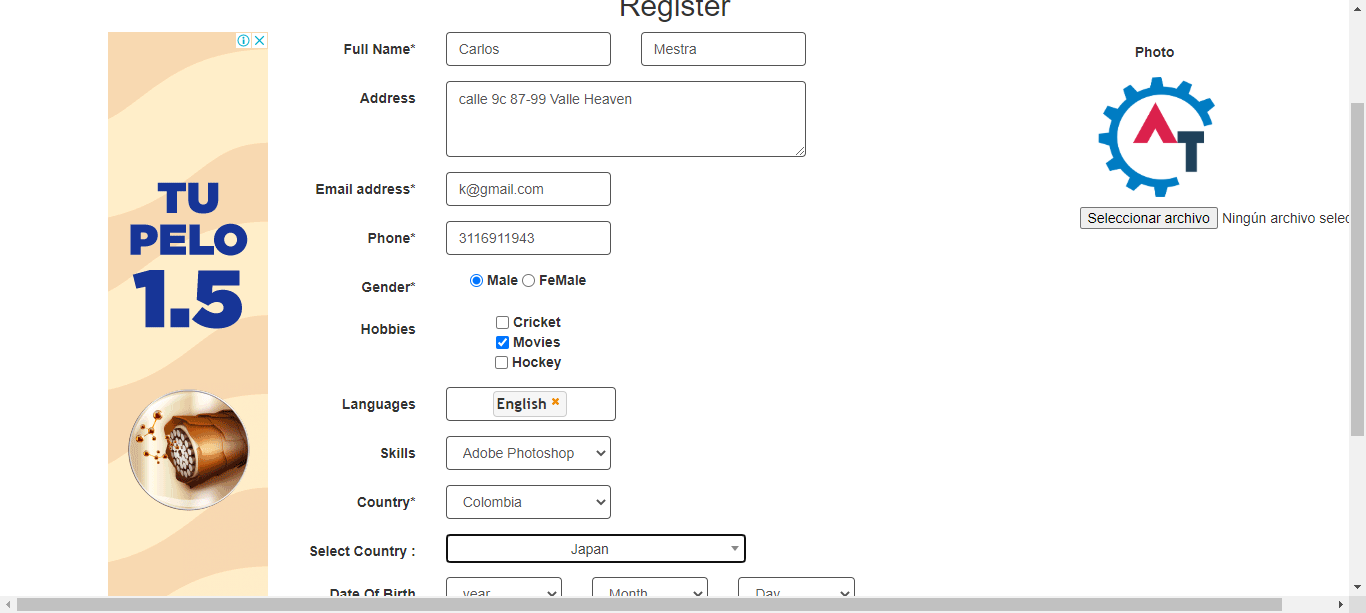 Register
TU
PELO
1.5
Full Name* Carlos Mestra
Photo
Address calle 9c 87-99 Valle Heaven
AT
Email address* k@gmail.com
Seleccionar archivo Ningún archivo selec
Phone* 3116911943
Gender* Male FeMale
Hobbies Cricket
Movies
Hockey
Languages English
Skills Adobe Photoshop
Country* Colombia
Select Country : Japan
Date Of Birth year Month Day